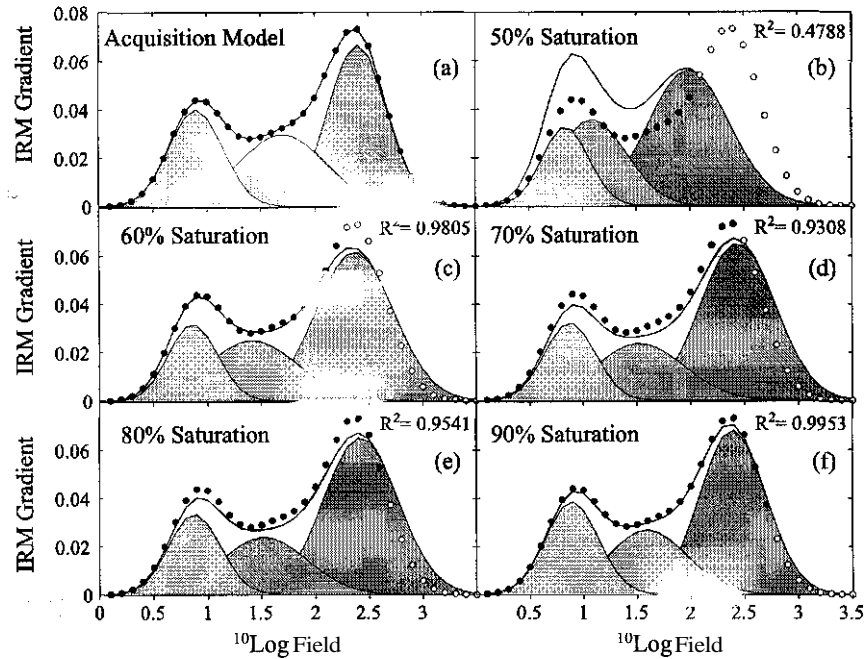 Acquisition Model
(a)
50% Saturation
R²= 0.4788
(b)
IRM Gradient
0.08
0.06
0.04
0.02
0
60% Saturation
R²= 0.9805
(c)
70% Saturation
R²= 0.9308
(d)
IRM Gradient
0.06
0.04
0.02
0
80% Saturation
R²= 0.9541
(e)
90% Saturation
R²= 0.9953
(f)
IRM Gradient
0.06
0.04
0.02
0
0 0.5 1 1.5 2 2.5 3
0.5 1 1.5 2 2.5 3 3.5
¹⁰Log Field
¹⁰Log Field